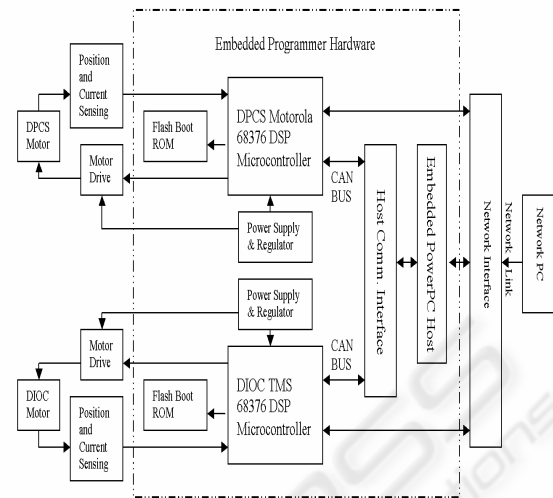 Embedded Programmer Hardware
Position
and
Current
Sensing
DPCS
Motor
Motor
Drive
Flash Boot
ROM
DPCS Motorola
68376 DSP
Microcontroller
CAN
BUS
Power Supply
& Regulator
Host Comm. Interface
Embedded PowerPC Host
Network Interface
Network Link
Network PC
Power Supply
& Regulator
Motor
Drive
DIOC
Motor
Position
and
Current
Sensing
Flash Boot
ROM
DIOC TMS
68376 DSP
Microcontroller
CAN
BUS